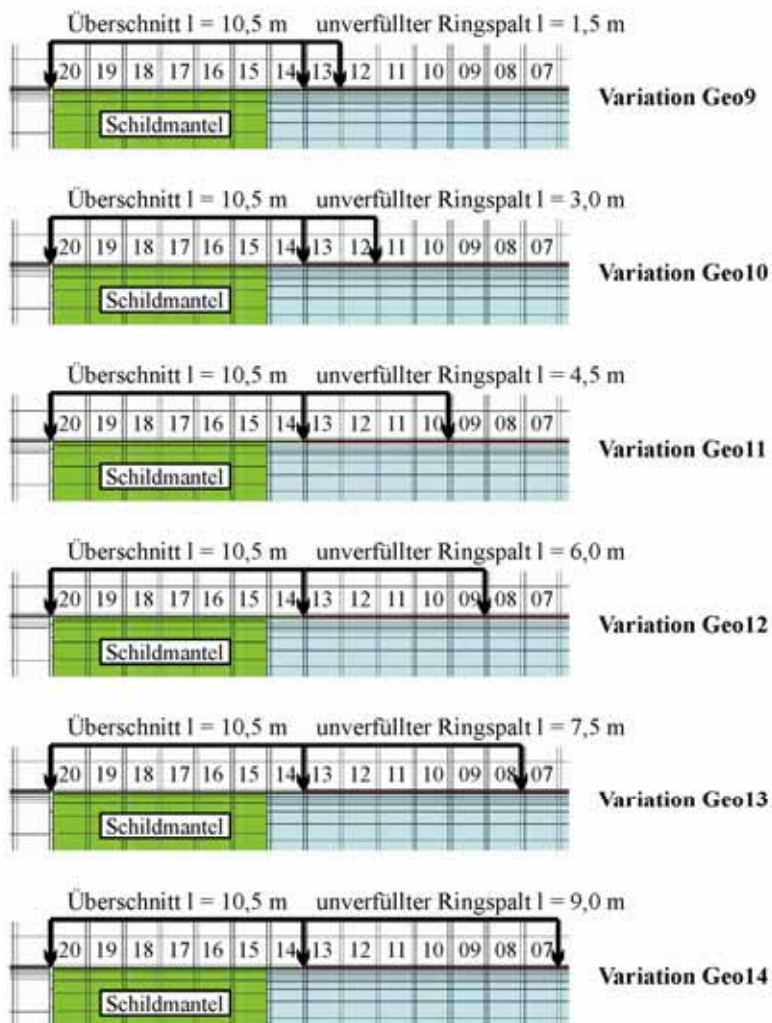 Überschnitt l = 10,5 m unverfüllter Ringspalt l = 1,5 m
20 19 18 17 16 15 14 13 12 11 10 09 08 07
Variation Geo9
Schildmantel
Überschnitt l = 10,5 m unverfüllter Ringspalt l = 3,0 m
20 19 18 17 16 15 14 13 12 11 10 09 08 07
Variation Geo10
Schildmantel
Überschnitt l = 10,5 m unverfüllter Ringspalt l = 4,5 m
20 19 18 17 16 15 14 13 12 11 10 09 08 07
Variation Geo11
Schildmantel
Überschnitt l = 10,5 m unverfüllter Ringspalt l = 6,0 m
20 19 18 17 16 15 14 13 12 11 10 09 08 07
Variation Geo12
Schildmantel
Überschnitt l = 10,5 m unverfüllter Ringspalt l = 7,5 m
20 19 18 17 16 15 14 13 12 11 10 09 08 07
Variation Geo13
Schildmantel
Überschnitt l = 10,5 m unverfüllter Ringspalt l = 9,0 m
20 19 18 17 16 15 14 13 12 11 10 09 08 07
Variation Geo14
Schildmantel